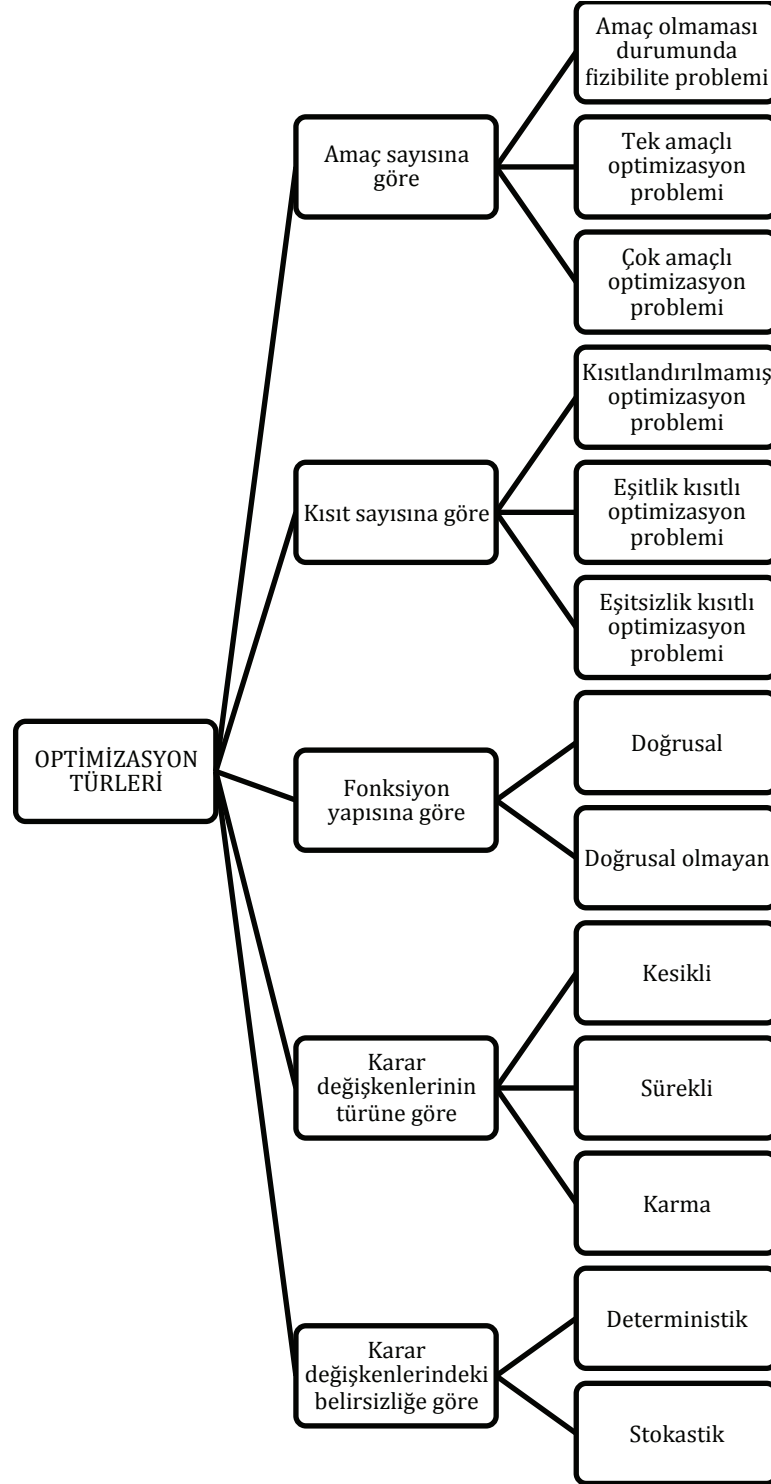 OPTİMİZASYON
TÜRLERİ
Amaç sayısına
göre
Amaç olmaması
durumunda
fizibilite problemi
Tek amaçlı
optimizasyon
problemi
Çok amaçlı
optimizasyon
problemi
Kısıt sayısına göre
Kısıtlandırılmamış
optimizasyon
problemi
Eşitlik kısıtlı
optimizasyon
problemi
Eşitsizlik kısıtlı
optimizasyon
problemi
Fonksiyon
yapısına göre
Doğrusal
Doğrusal olmayan
Karar
değişkenlerinin
türüne göre
Kesikli
Sürekli
Karma
Karar
değişkenlerindeki
belirsizliğe göre
Deterministik
Stokastik